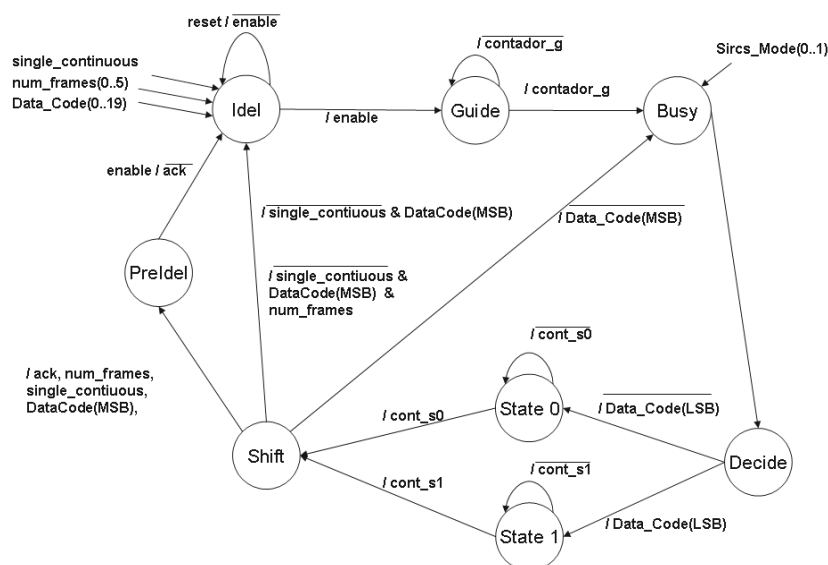 reset / enable
single_continuous
num_frames(0..5)
Data_Code(0..19)
Idel
/ enable
/ contador_g
Guide
/ contador_g
Sircs_Mode(0..1)
Busy
enable / ack
/ single_contiuous & DataCode(MSB)
/ Data_Code(MSB)
PreIdel
/ single_contiuous &
DataCode(MSB) &
num_frames
/ ack, num_frames,
single_contiuous,
DataCode(MSB),
/ cont_s0
State 0
/ cont_s0
/ Data_Code(LSB)
Shift
Decide
/ cont_s1
/ cont_s1
State 1
/ Data_Code(LSB)